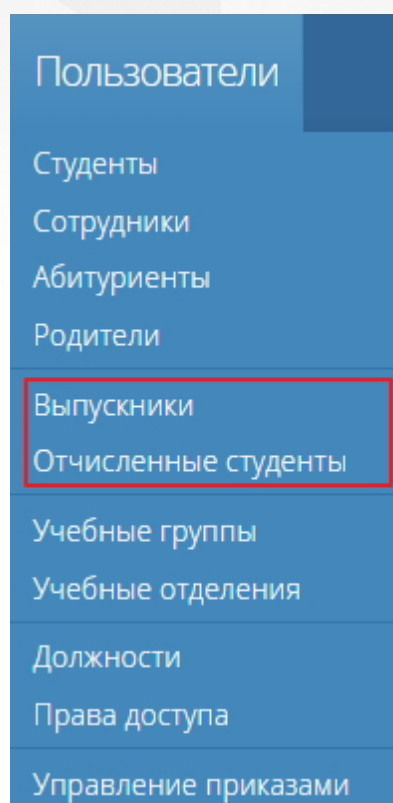 Пользователи
Студенты
Сотрудники
Абитуриенты
Родители
Выпускники
Отчисленные студенты
Учебные группы
Учебные отделения
Должности
Права доступа
Управление приказами